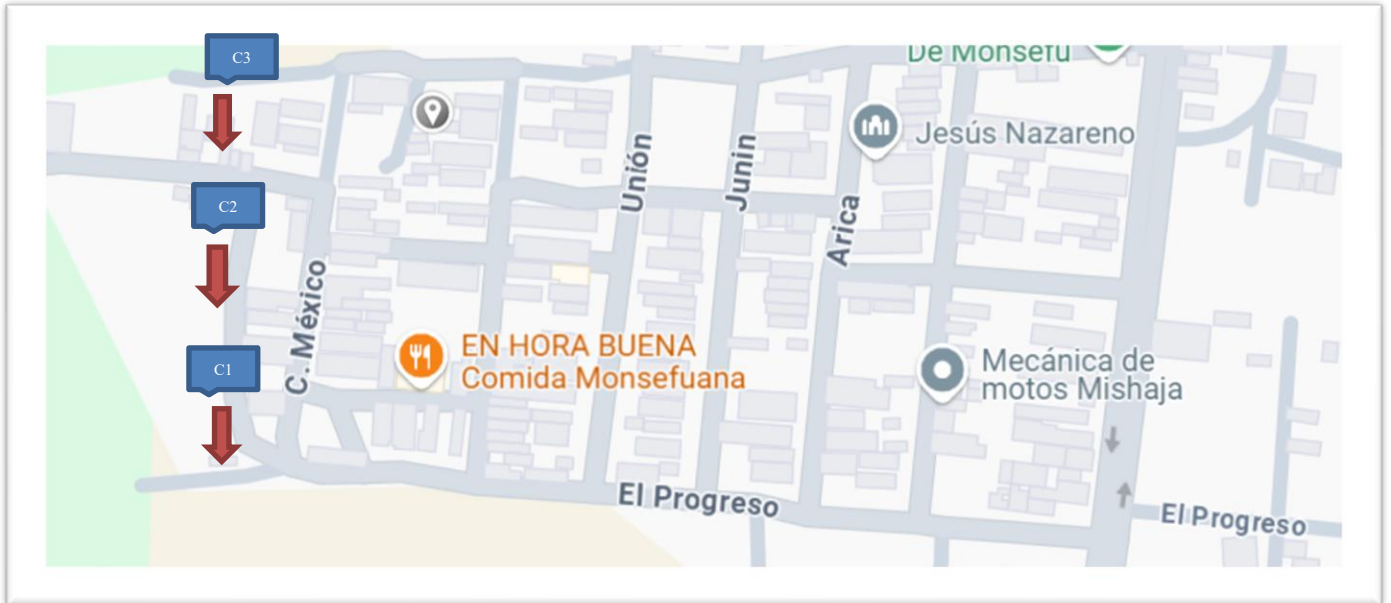 C3
De Monsefú
Jesús Nazareno
Unión
Junin
C2
Arica
C. México
EN HORA BUENA
Comida Monsefuana
C1
Mecánica de
motos Mishaja
El Progreso
El Progreso